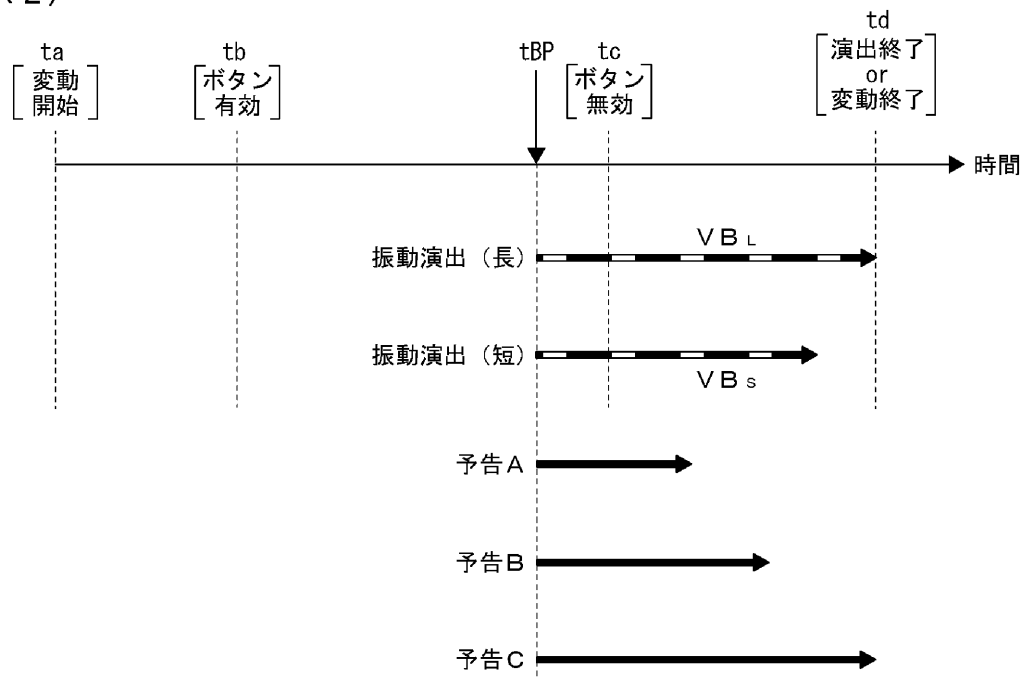 (2)
ta
変動
開始
tb
ボタン
有効
tBP
tc
ボタン
無効
td
演出終了
or
変動終了
時間
振動演出(長)
VBL
振動演出(短)
VBS
予告A
予告B
予告C